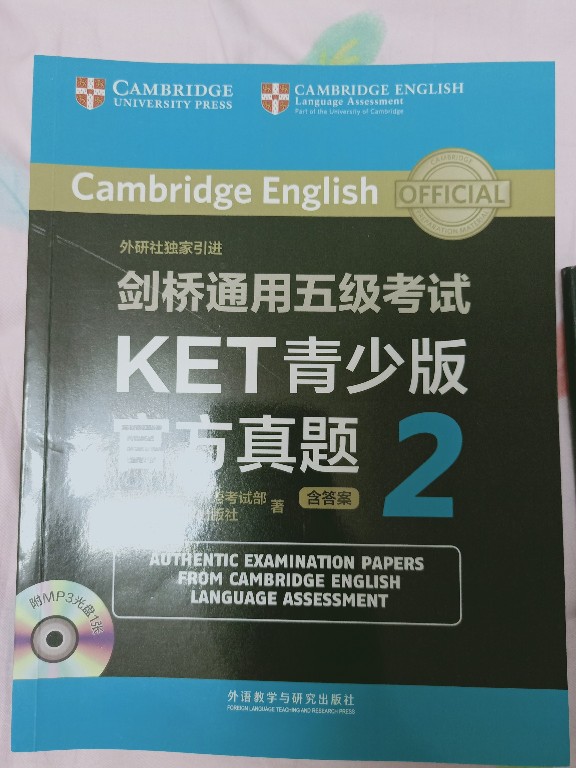 CAMBRIDGE
UNIVERSITY PRESS
CAMBRIDGE ENGLISH
Language Assessment
Part of the University of Cambridge
Cambridge English
CAMBRIDGE
OFFICIAL
PREPARATION MATERIAL
外研社独家引进
剑桥通用五级考试
KET青少版
官方真题 2
考试部
版社
著
含答案
AUTHENTIC EXAMINATION PAPERS
FROM CAMBRIDGE ENGLISH
LANGUAGE ASSESSMENT
附MP3光盘1张
外语教学与研究出版社
FOREIGN LANGUAGE TEACHING AND RESEARCH PRESS